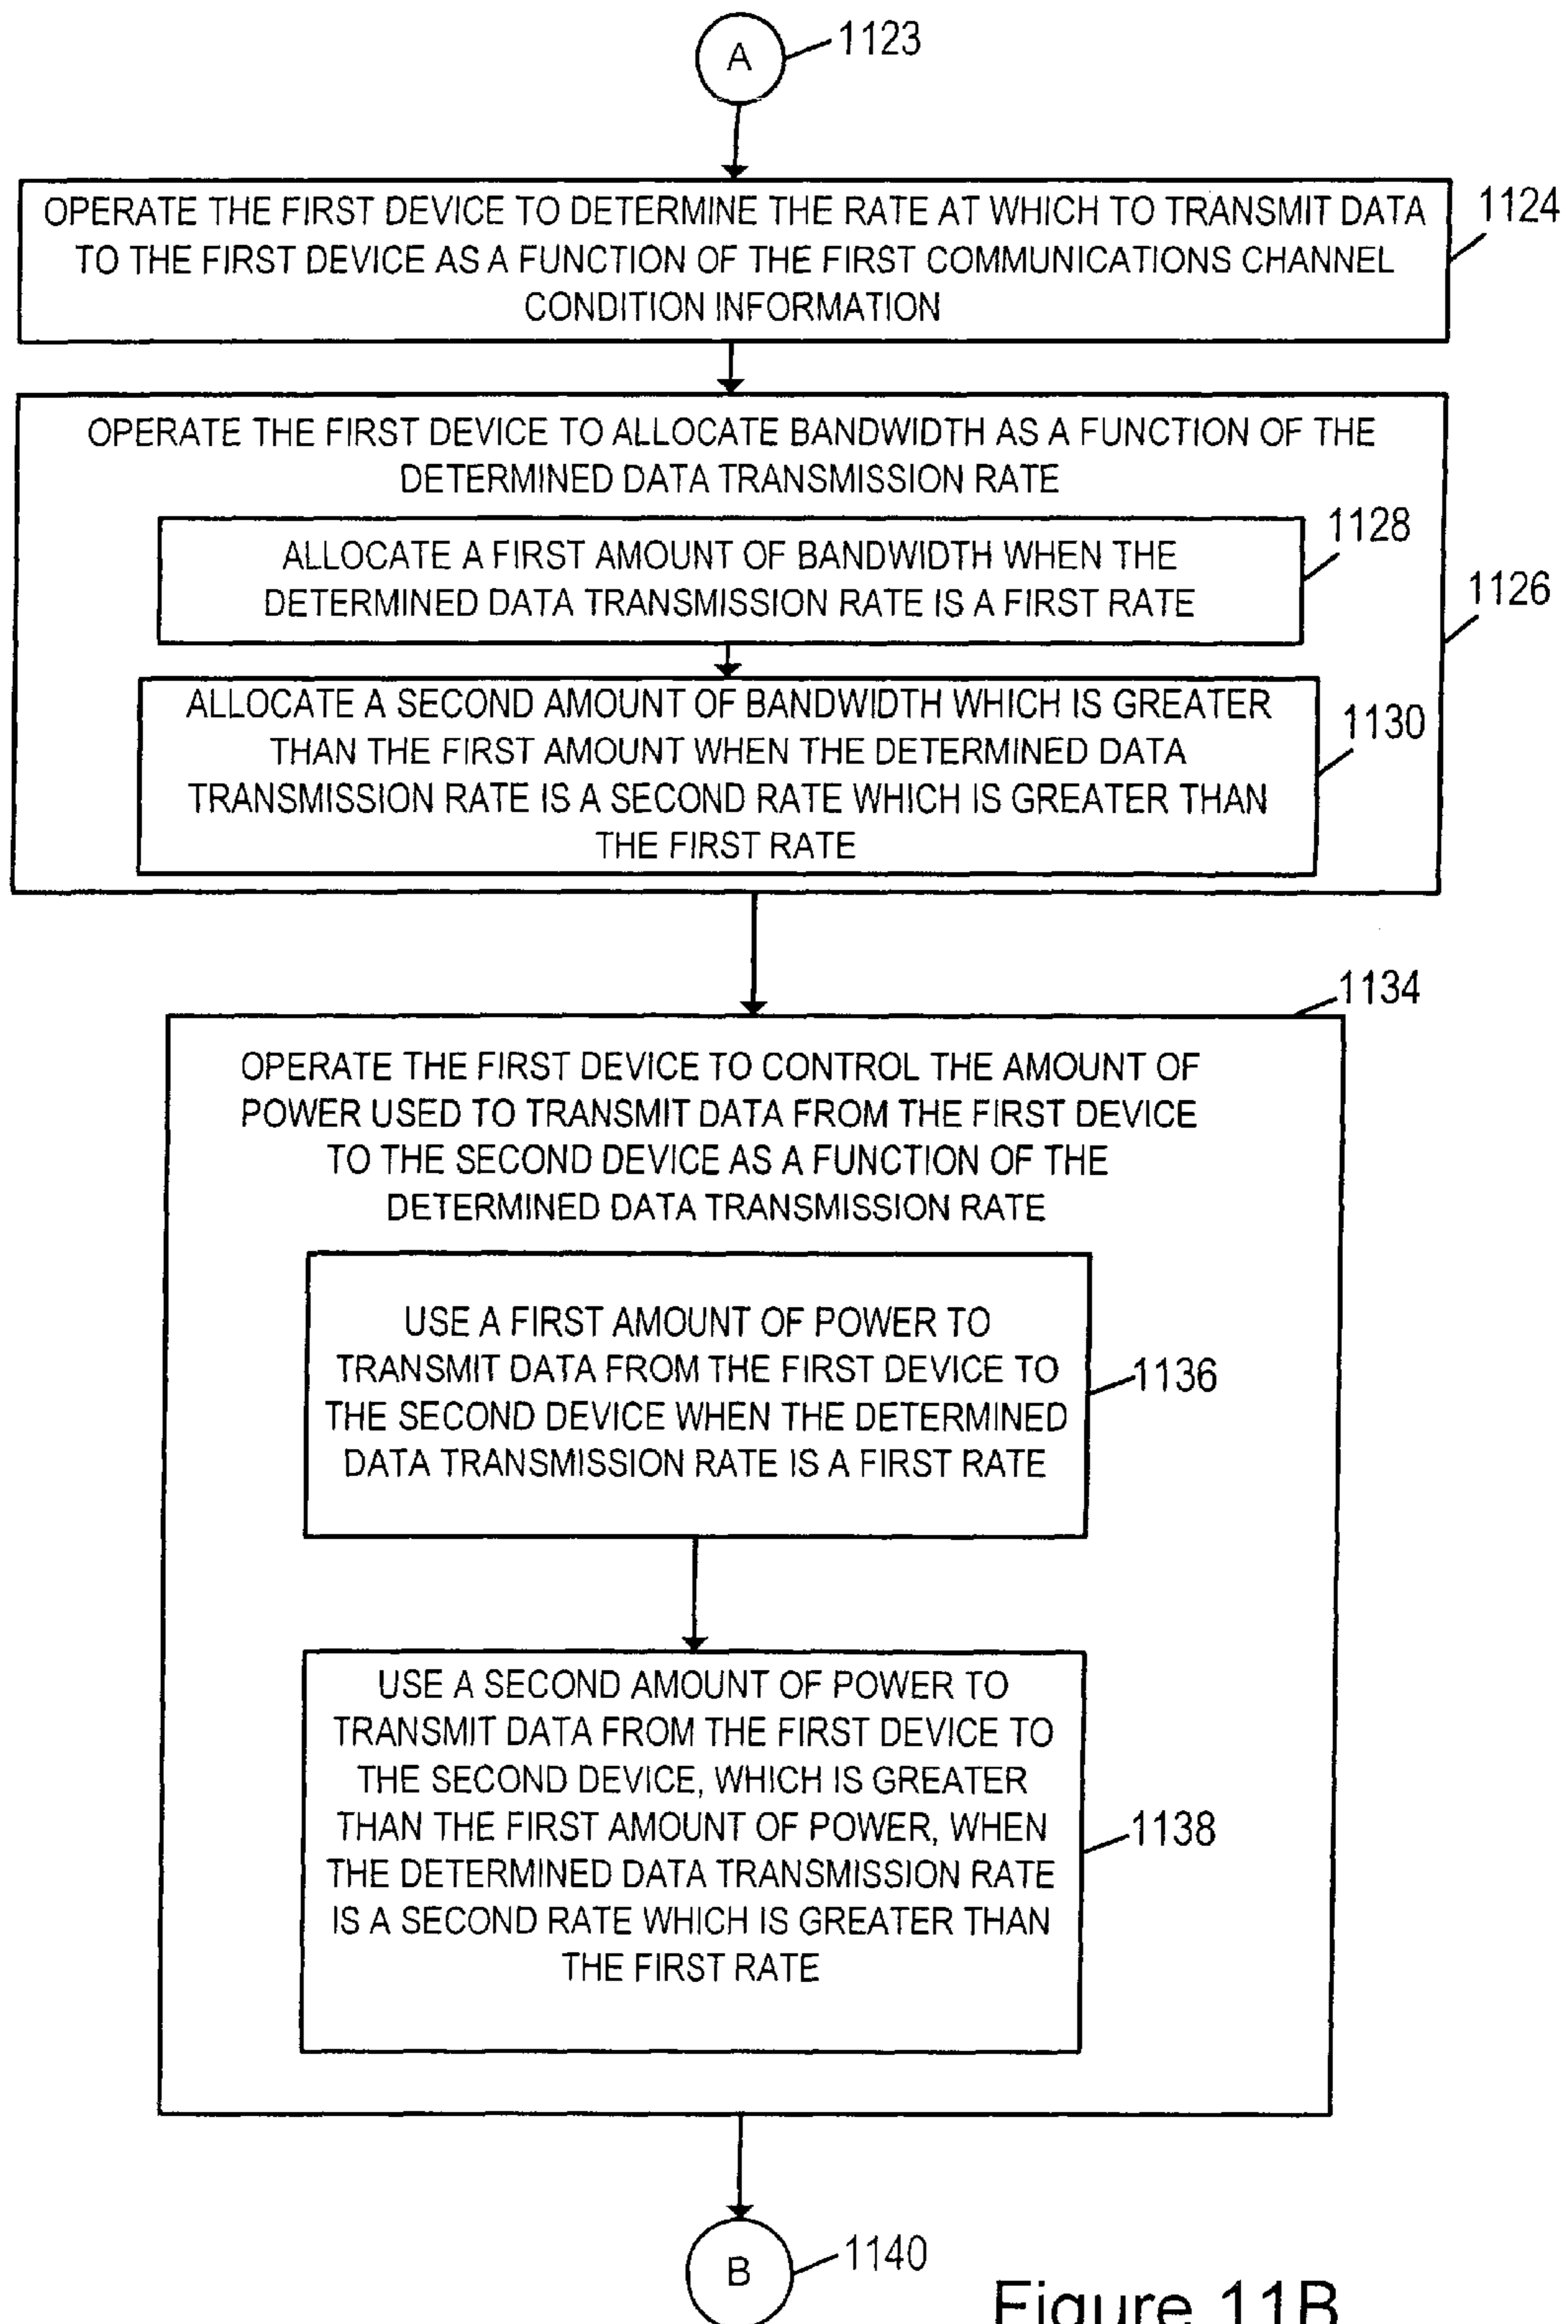 A
1123
OPERATE THE FIRST DEVICE TO DETERMINE THE RATE AT WHICH TO TRANSMIT DATA
TO THE FIRST DEVICE AS A FUNCTION OF THE FIRST COMMUNICATIONS CHANNEL
CONDITION INFORMATION
1124
OPERATE THE FIRST DEVICE TO ALLOCATE BANDWIDTH AS A FUNCTION OF THE
DETERMINED DATA TRANSMISSION RATE
1126
ALLOCATE A FIRST AMOUNT OF BANDWIDTH WHEN THE
DETERMINED DATA TRANSMISSION RATE IS A FIRST RATE
1128
ALLOCATE A SECOND AMOUNT OF BANDWIDTH WHICH IS GREATER
THAN THE FIRST AMOUNT WHEN THE DETERMINED DATA
TRANSMISSION RATE IS A SECOND RATE WHICH IS GREATER THAN
THE FIRST RATE
1130
1134
OPERATE THE FIRST DEVICE TO CONTROL THE AMOUNT OF
POWER USED TO TRANSMIT DATA FROM THE FIRST DEVICE
TO THE SECOND DEVICE AS A FUNCTION OF THE
DETERMINED DATA TRANSMISSION RATE
USE A FIRST AMOUNT OF POWER TO
TRANSMIT DATA FROM THE FIRST DEVICE TO
THE SECOND DEVICE WHEN THE DETERMINED
DATA TRANSMISSION RATE IS A FIRST RATE
1136
USE A SECOND AMOUNT OF POWER TO
TRANSMIT DATA FROM THE FIRST DEVICE TO
THE SECOND DEVICE, WHICH IS GREATER
THAN THE FIRST AMOUNT OF POWER, WHEN
THE DETERMINED DATA TRANSMISSION RATE
IS A SECOND RATE WHICH IS GREATER THAN
THE FIRST RATE
1138
B
1140
Figure 11B